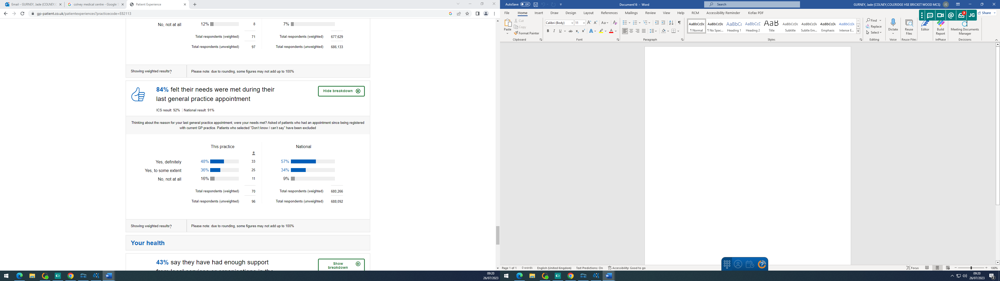 Email - GURNEY, Jade (COLNEY,C
colney medical centre - Google S
Patient Experience
gp-patient.co.uk/patientexperiences?practicecode=E82113
No, not at all 12% 8 7%
Total respondents (weighted) 71 Total respondents (weighted) 677,629
Total respondents (unweighted) 97 Total respondents (unweighted) 686,133
Showing weighted results? Please note: due to rounding, some figures may not add up to 100%
84% felt their needs were met during their
last general practice appointment
Hide breakdown
ICS result: 92% | National result: 91%
Thinking about the reason for your last general practice appointment, were your needs met? Asked of patients who had an appointment since being registered
with current GP practice. Patients who selected "Don't know / can't say" have been excluded
This practice National
Yes, definitely 48% 33 57%
Yes, to some extent 36% 25 34%
No, not at all 16% 11 9%
Total respondents (weighted) 70 Total respondents (weighted) 680,266
Total respondents (unweighted) 96 Total respondents (unweighted) 688,092
Showing weighted results? Please note: due to rounding, some figures may not add up to 100%
Your health
43% say they have had enough support
Show
breakdown
09:20
26/07/2023
AutoSave Off Document16 - Word Search GURNEY, Jade (COLNEY,COLERIDGE HSE BRICKET WOOD MCS) JG
File Home Insert Draw Design Layout References Mailings Review View Help RCM Accessibility Reminder Kofax PDF 3 JG Share
Paste Cut Copy Format Painter
Calibri (Body) 11
AaBbCcDc AaBbCcDc AaBbCc AaBbCcC AaB AaBbCcDc AaBbCcDc AaBbCcDc AaBbCcDc
¶ Normal ¶ No Spac... Heading 1 Heading 2 Title Subtitle Subtle Em... Emphasis Intense E...
Find Replace Select
Dictate Reuse Files Editor Build Report Meeting Documents Manager
Clipboard Font Paragraph Styles Editing Voice Reuse Files InPhase Decisions
Page 1 of 1 0 words English (United Kingdom) Text Predictions: On Accessibility: Good to go Focus 100%
09:20
26/07/2023